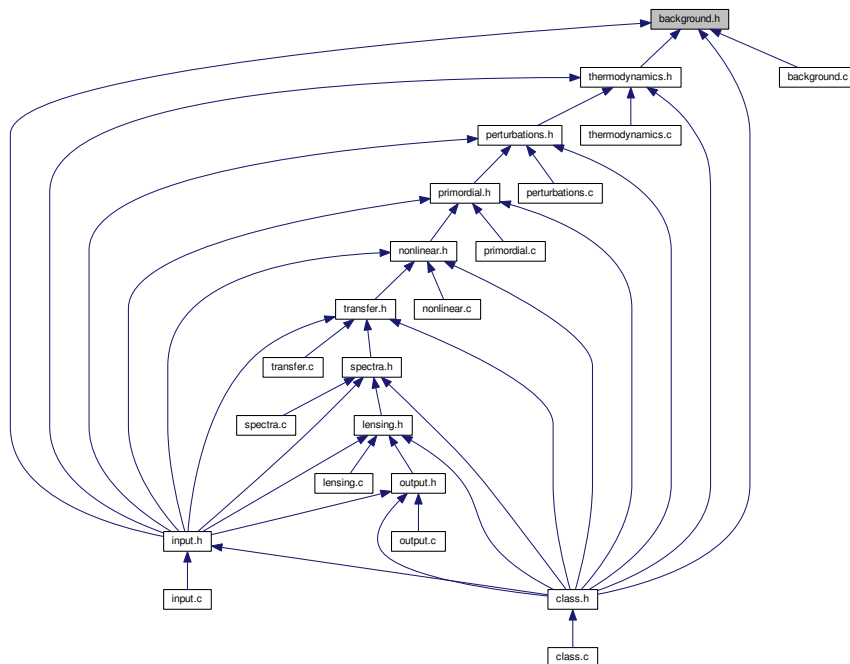 background.h
thermodynamics.h
background.c
perturbations.h
thermodynamics.c
primordial.h
perturbations.c
nonlinear.h
primordial.c
transfer.h
nonlinear.c
transfer.c
spectra.h
spectra.c
lensing.h
lensing.c
output.h
input.h
output.c
input.c
class.h
class.c